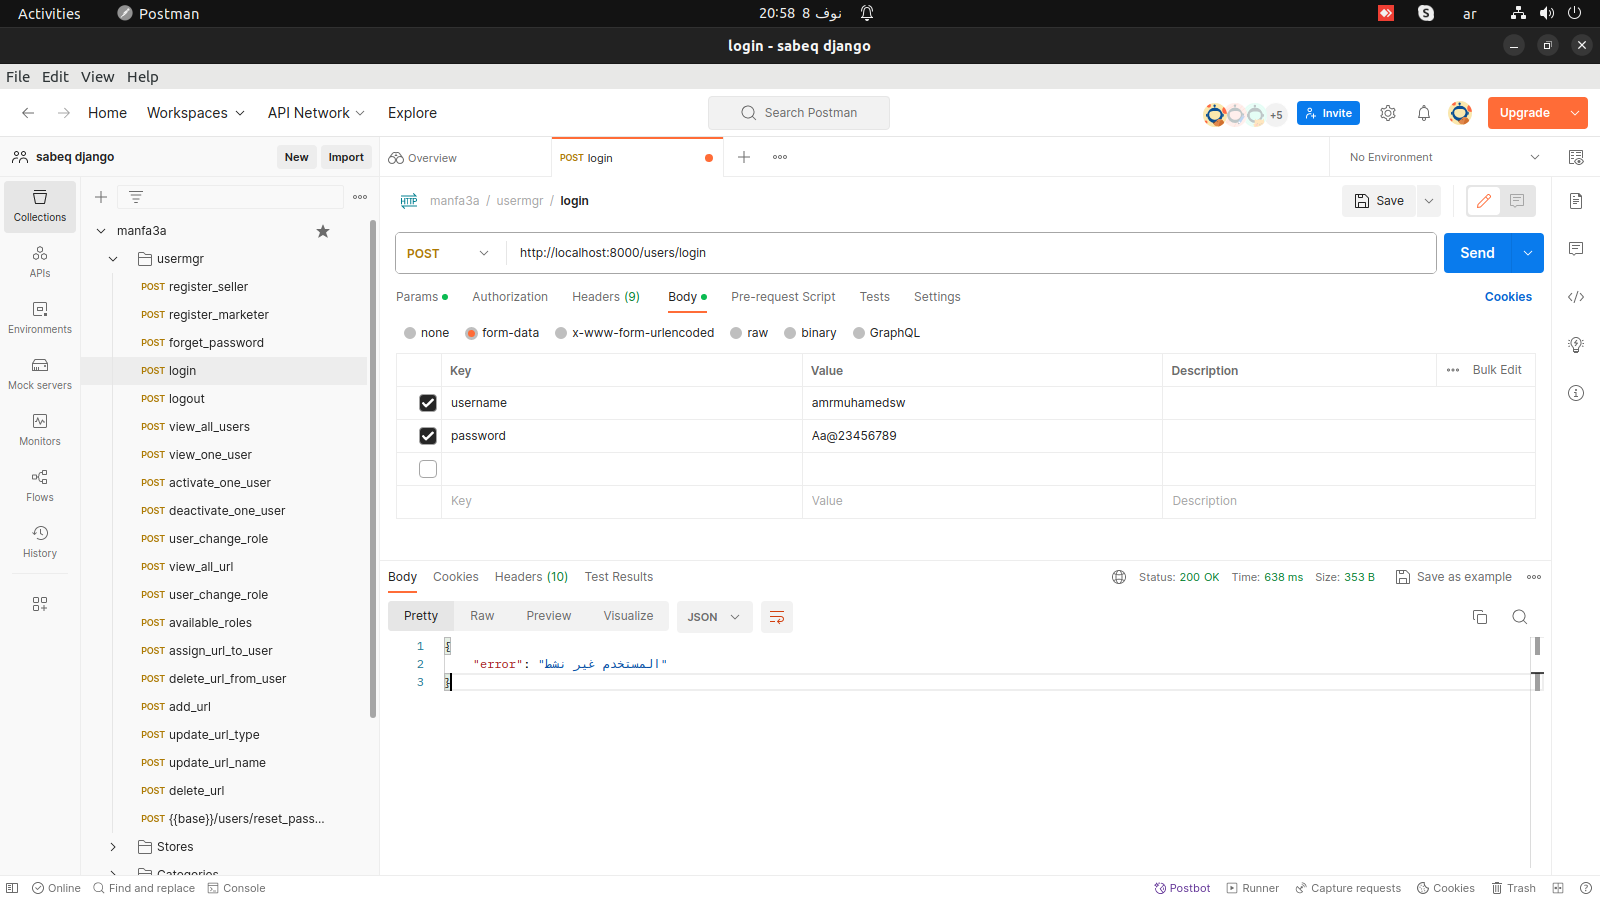 Activities Postman 20:58 8 نوف ar
login - sabeq django
File Edit View Help
Home Workspaces API Network Explore Search Postman +5 Invite Upgrade
sabeq django New Import Overview POST login No Environment
Collections
APIs
Environments
Mock servers
Monitors
Flows
History
manfa3a
usermgr
POST register_seller
POST register_marketer
POST forget_password
POST login
POST logout
POST view_all_users
POST view_one_user
POST activate_one_user
POST deactivate_one_user
POST user_change_role
POST view_all_url
POST user_change_role
POST available_roles
POST assign_url_to_user
POST delete_url_from_user
POST add_url
POST update_url_type
POST update_url_name
POST delete_url
POST {{base}}/users/reset_pass...
Stores
Categories
HTTP manfa3a / usermgr / login Save
POST http://localhost:8000/users/login Send
Params Authorization Headers (9) Body Pre-request Script Tests Settings Cookies
none form-data x-www-form-urlencoded raw binary GraphQL
Key Value Description Bulk Edit
username amrmuhamedsw
password Aa@23456789
Key Value Description
Body Cookies Headers (10) Test Results Status: 200 OK Time: 638 ms Size: 353 B Save as example
Pretty Raw Preview Visualize JSON
1 {
2 "error": "المستخدم غير نشط"
3 }
Online Find and replace Console Postbot Runner Capture requests Cookies Trash